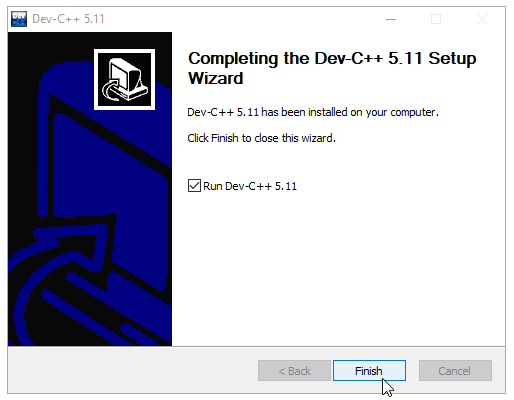 DEV
Dev-C++ 5.11
Completing the Dev-C++ 5.11 Setup
Wizard
Dev-C++ 5.11 has been installed on your computer.
Click Finish to close this wizard.
Run Dev-C++ 5.11
< Back
Finish
Cancel